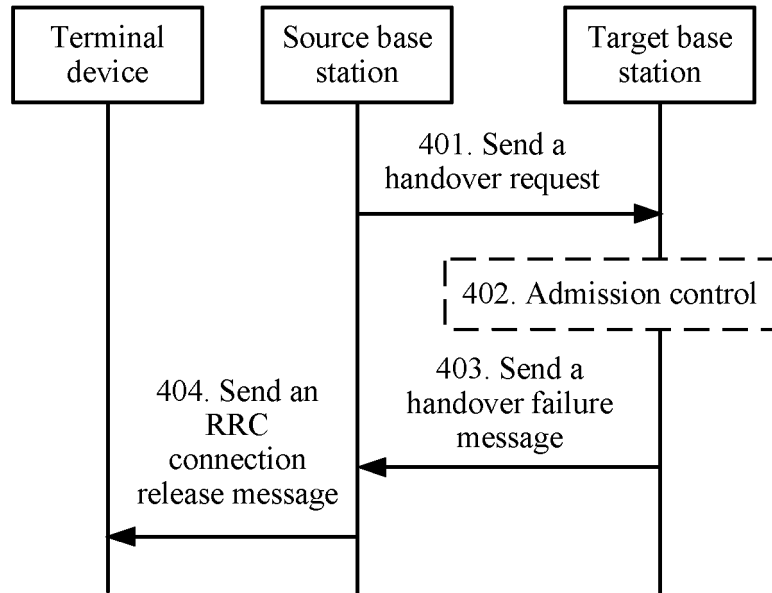 Terminal
device
Source base
station
Target base
station
401. Send a
handover request
402. Admission control
403. Send a
handover failure
message
404. Send an
RRC
connection
release message